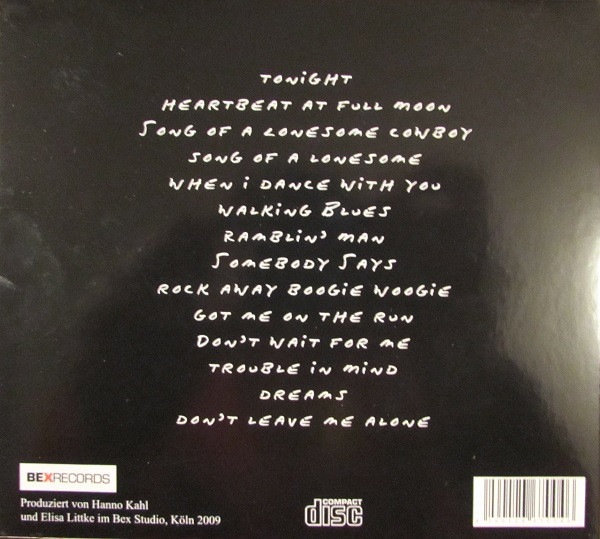 TONiGHT
HEARTBEAT AT FULL MOON
SONG OF A LONESOME COWBOY
SONG OF A LONESOME
WHEN i DANCE WITH YOU
WALKiNG BLUES
RAMBLiN' MAN
SOMEBODY SAYS
ROCK AWAY BOOGIE WOOGIE
GOT ME ON THE RUN
DON'T WAiT FOR ME
TROUBLE iN MiND
DREAMS
DON'T LEAVE ME ALONE
BEXRECORDS
Produziert von Hanno Kahl
und Elisa Littke im Bex Studio, Köln 2009
COMPACT
disc